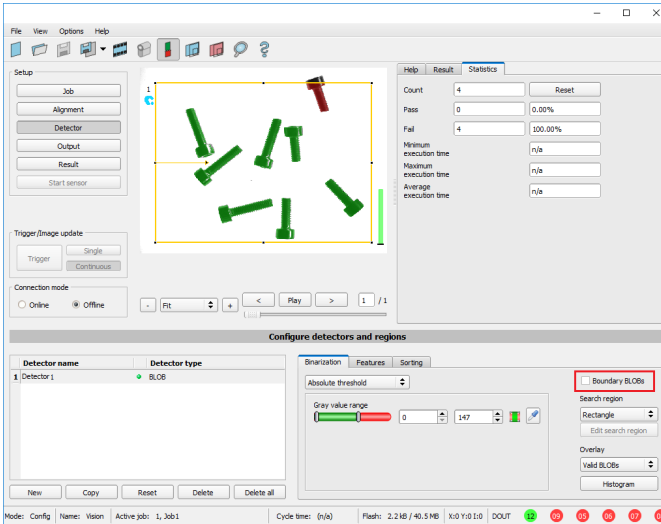 File View Options Help
Setup
Job
Alignment
Detector
Output
Result
Start sensor
Trigger/Image update
Trigger
Single
Continuous
Connection mode
Online Offline
1
- Fit + < Play > 1 / 1
Help Result Statistics
Count 4 Reset
Pass 0 0.00%
Fail 4 100.00%
Minimum
execution time n/a
Maximum
execution time n/a
Average
execution time n/a
Configure detectors and regions
Detector name Detector type
1 Detector1 BLOB
New Copy Reset Delete Delete all
Binarization Features Sorting
Absolute threshold
Gray value range
0 147
Boundary BLOBs
Search region
Rectangle
Edit search region
Overlay
Valid BLOBs
Histogram
Mode: Config Name: Vision Active job: 1, Job1 Cycle time: (n/a) Flash: 2.2 kB / 40.5 MB X:0 Y:0 I:0 DOUT 12 09 05 06 07